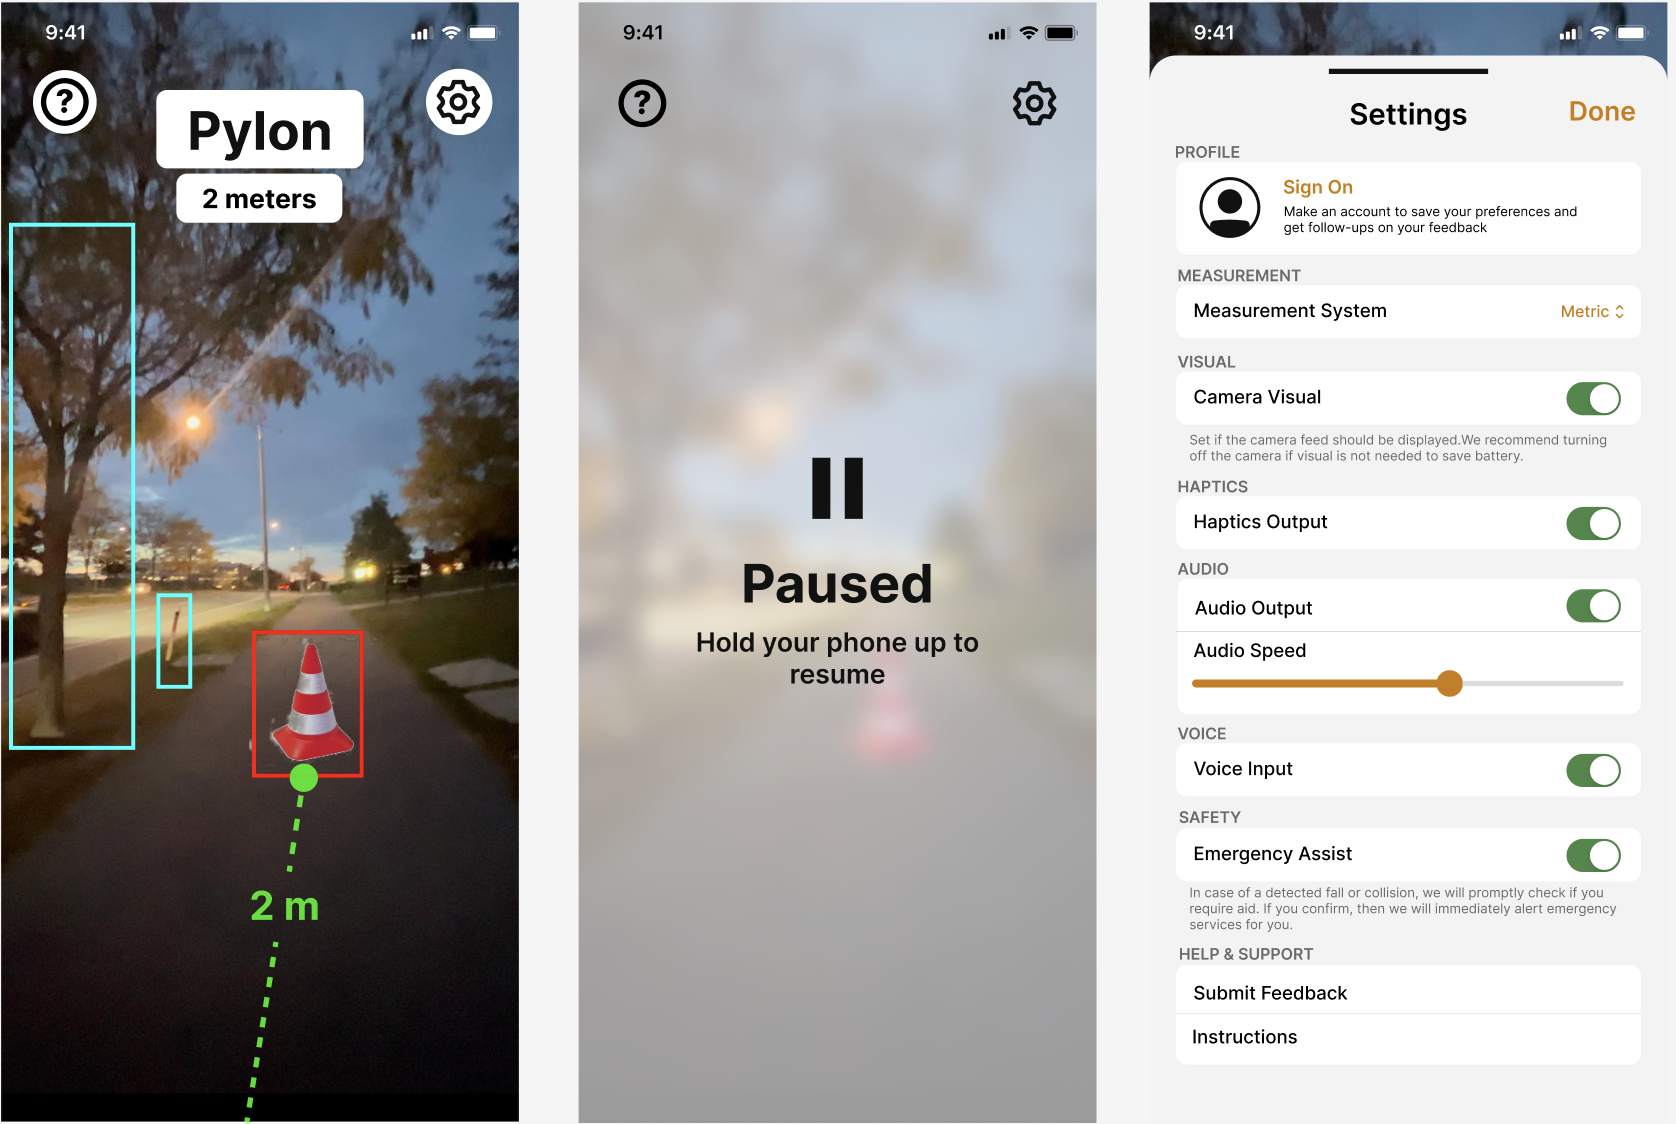 9:41
?
Pylon
2 meters
2 m
9:41
?
Paused
Hold your phone up to
resume
9:41
Settings
Done
PROFILE
Sign On
Make an account to save your preferences and
get follow-ups on your feedback
MEASUREMENT
Measurement System
Metric
VISUAL
Camera Visual
Set if the camera feed should be displayed.We recommend turning
off the camera if visual is not needed to save battery.
HAPTICS
Haptics Output
AUDIO
Audio Output
Audio Speed
VOICE
Voice Input
SAFETY
Emergency Assist
In case of a detected fall or collision, we will promptly check if you
require aid. If you confirm, then we will immediately alert emergency
services for you.
HELP & SUPPORT
Submit Feedback
Instructions